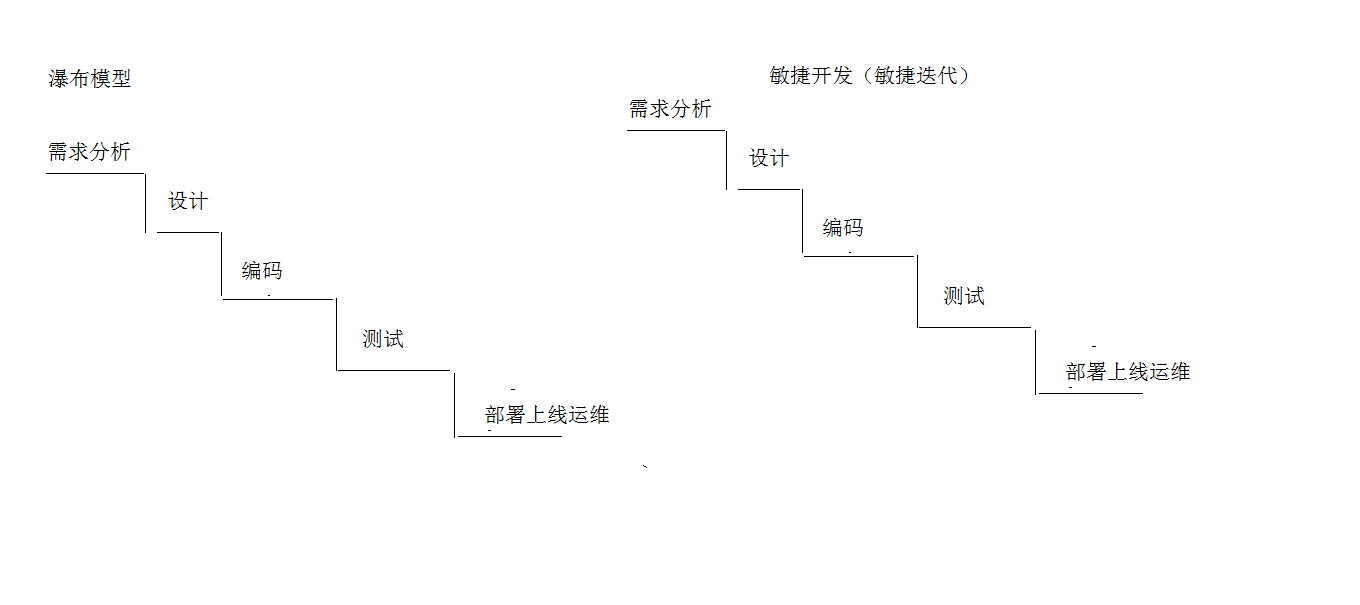 瀑布模型
需求分析
设计
编码
测试
部署上线运维
敏捷开发（敏捷迭代）
需求分析
设计
编码
测试
部署上线运维